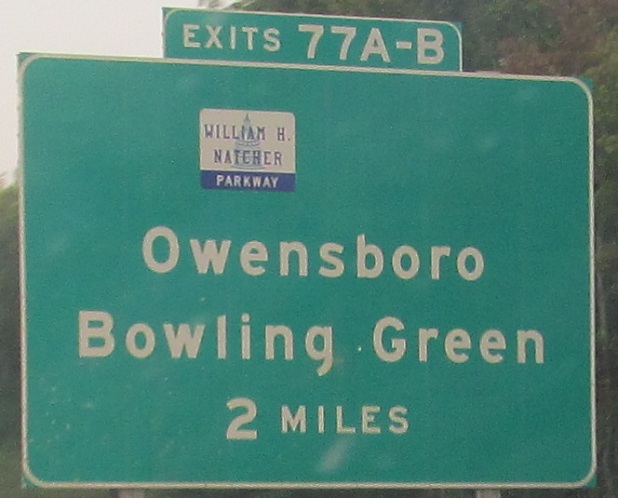 EXITS 77A-B
WILLIAM H.
NATCHER
PARKWAY
Owensboro
Bowling Green
2 MILES